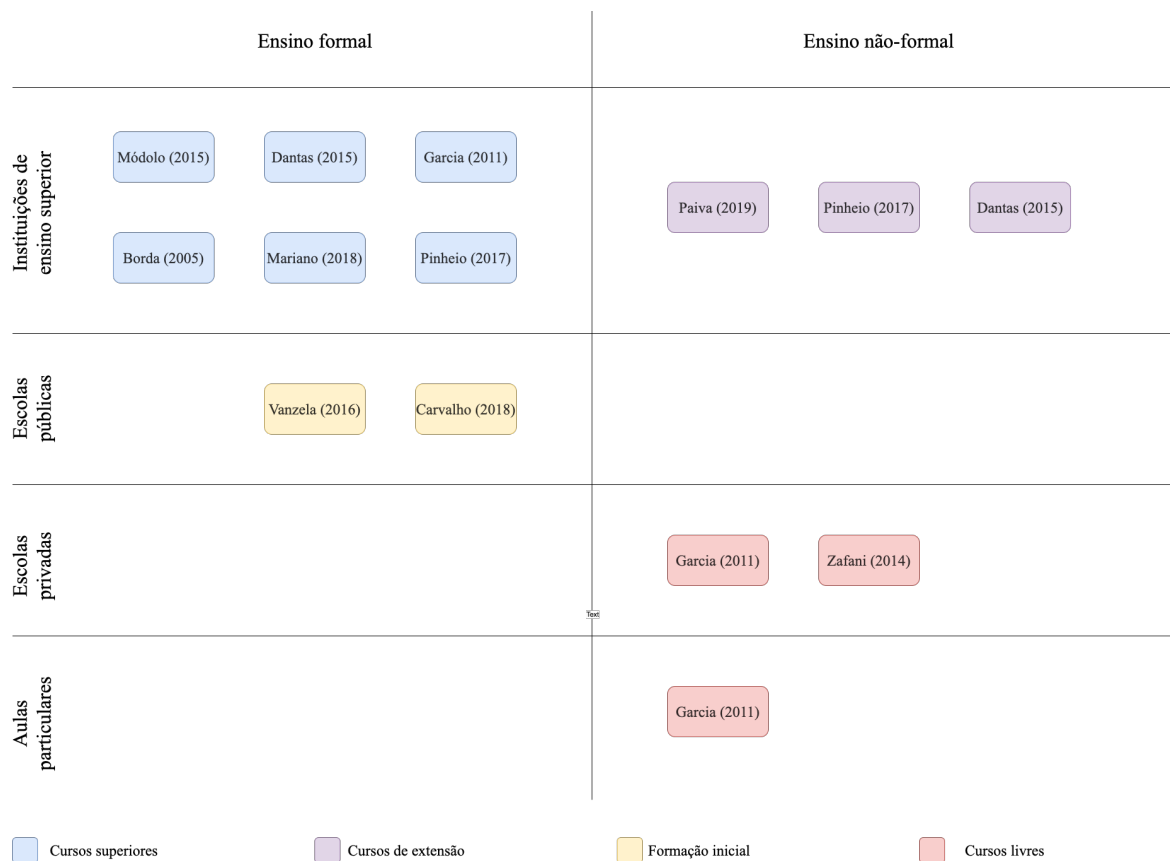 Ensino formal
Ensino não-formal
Instituições de
ensino superior
Módolo (2015)
Dantas (2015)
Garcia (2011)
Paiva (2019)
Pinheio (2017)
Dantas (2015)
Borda (2005)
Mariano (2018)
Pinheio (2017)
Escolas
públicas
Vanzela (2016)
Carvalho (2018)
Escolas
privadas
Garcia (2011)
Zafani (2014)
Text
Aulas
particulares
Garcia (2011)
Cursos superiores
Cursos de extensão
Formação inicial
Cursos livres